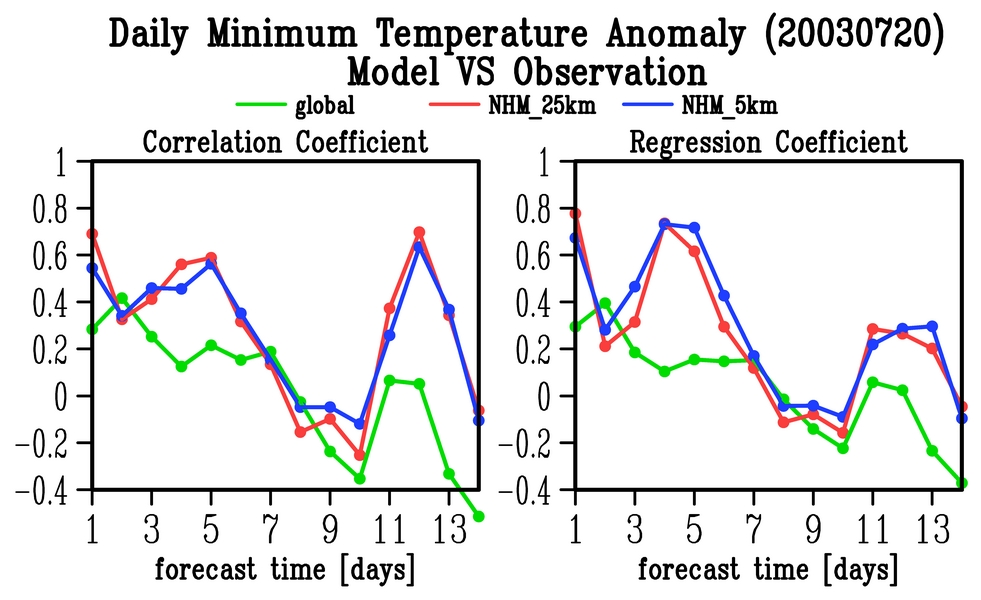 Daily Minimum Temperature Anomaly (20030720)
Model VS Observation
global NHM_25km NHM_5km
Correlation Coefficient
1
0.8
0.6
0.4
0.2
0
−0.2
−0.4
1 3 5 7 9 11 13
forecast time [days]
Regression Coefficient
1
0.8
0.6
0.4
0.2
0
−0.2
−0.4
1 3 5 7 9 11 13
forecast time [days]